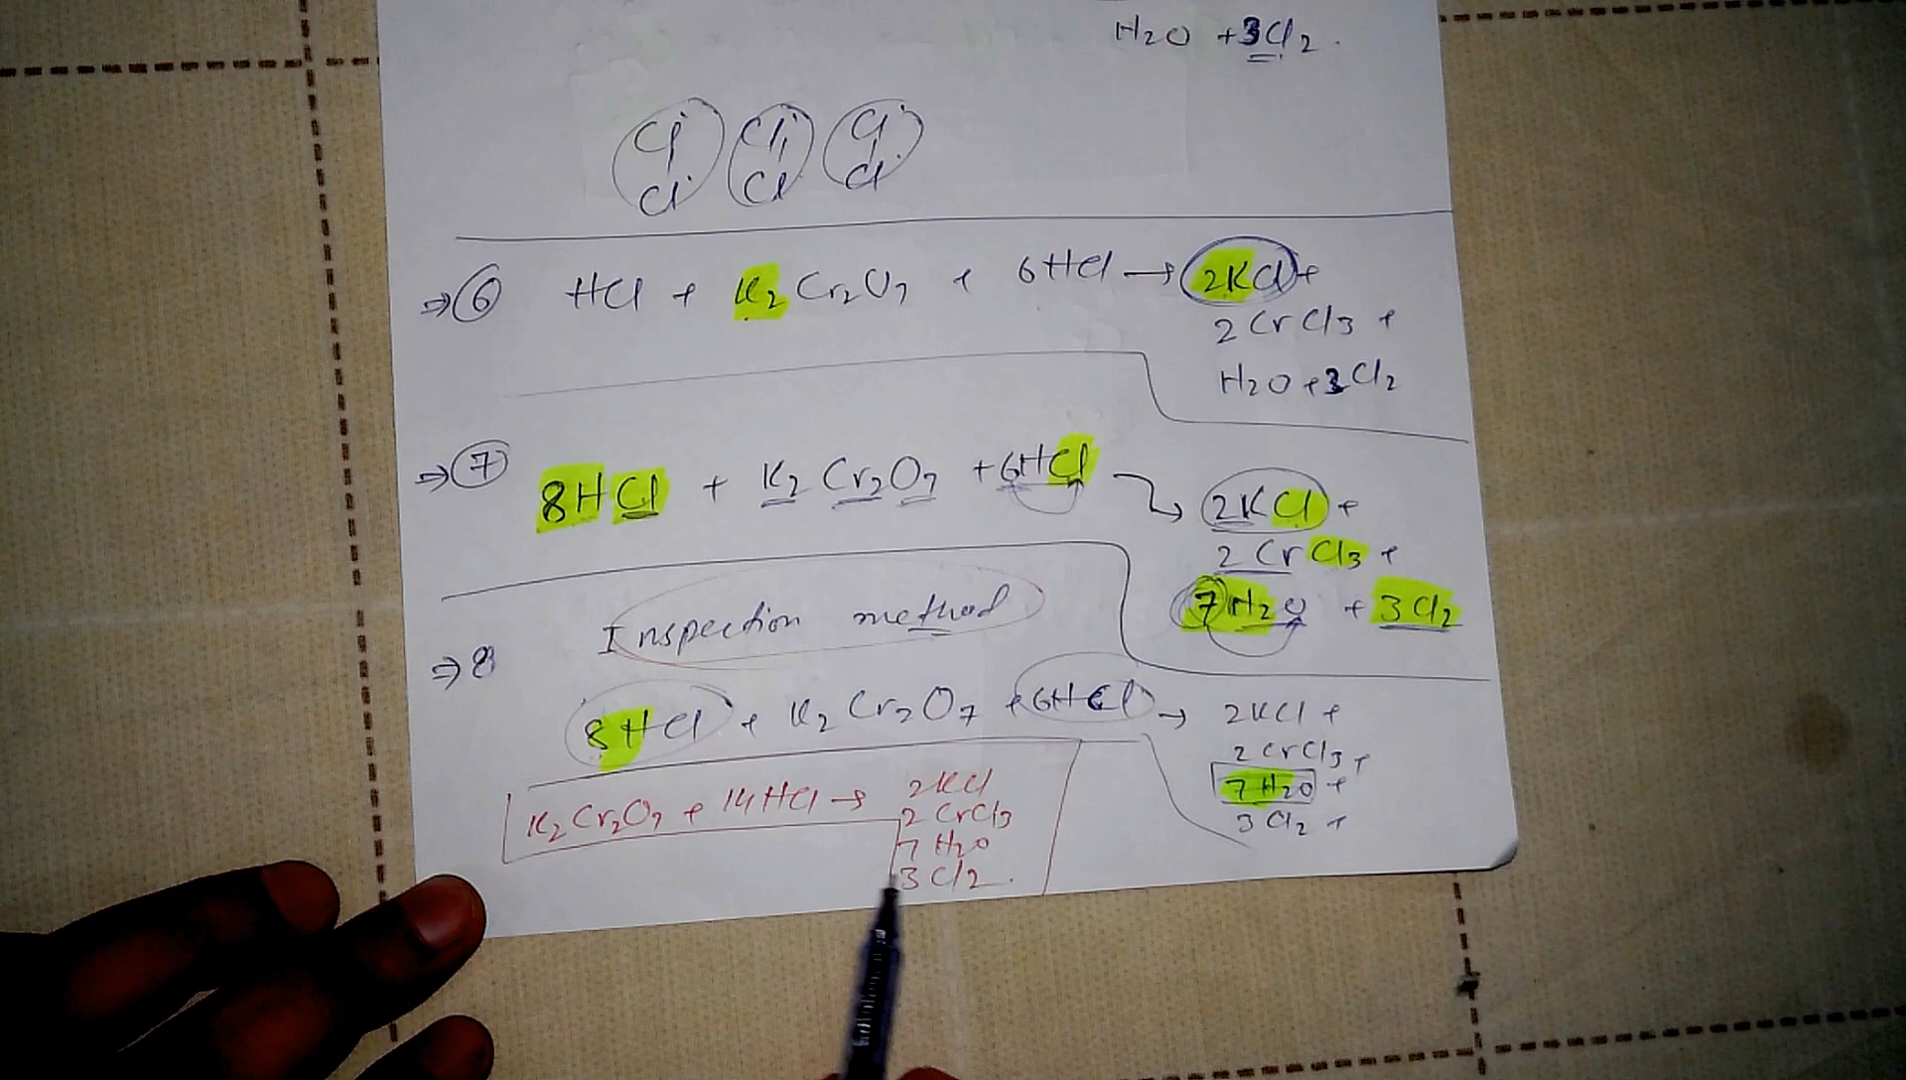 H2O + 3Cl2.
Cl Cl Cl
Cl Cl Cl
⇒ 6 HCl + K2Cr2O7 + 6HCl → 2KCl +
2CrCl3 +
H2O + 3Cl2
⇒ 7 8HCl + K2Cr2O7 + 6HCl → 2KCl +
2CrCl3 +
7H2O + 3Cl2
Inspection method
⇒ 8
8HCl + K2Cr2O7 + 6HCl → 2KCl +
2CrCl3 +
7H2O +
3Cl2 +
K2Cr2O7 + 14HCl → 2KCl
2CrCl3
7H2O
3Cl2.